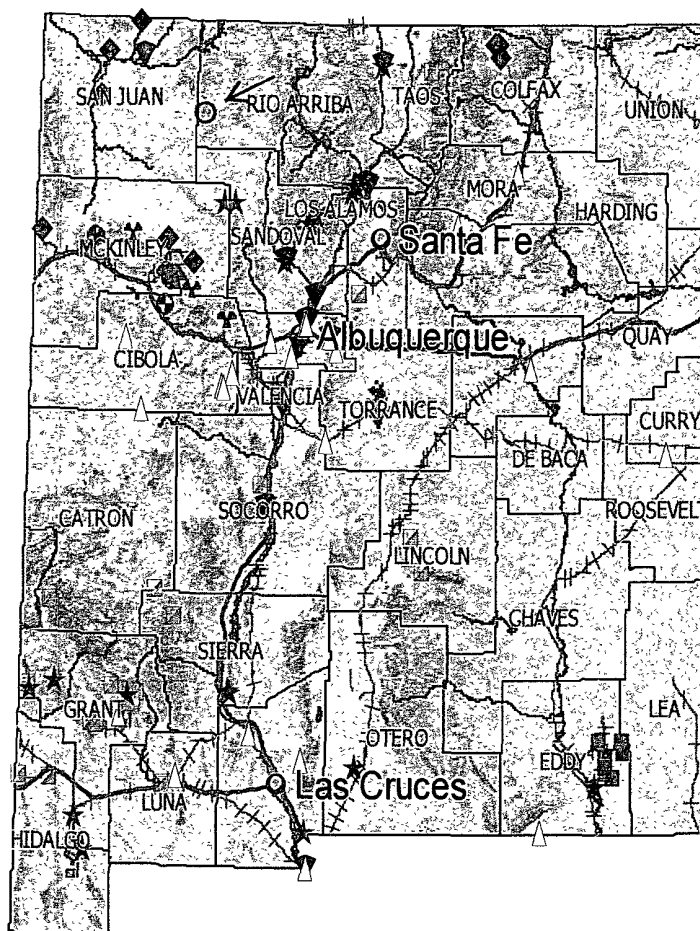 SAN JUAN
RIO ARRIBA
TAOS
COLFAX
UNION
MORA
HARDING
LOS ALAMOS
SANDOVAL
MCKINLEY
Santa Fe
Albuquerque
QUAY
CIBOLA
VALENCIA
TORRANCE
CURRY
DE BACA
SOCORRO
CATRON
ROOSEVEL
LINCOLN
CHAVES
SIERRA
GRANT
LEA
OTERO
EDDY
Las Cruces
LUNA
HIDALGO